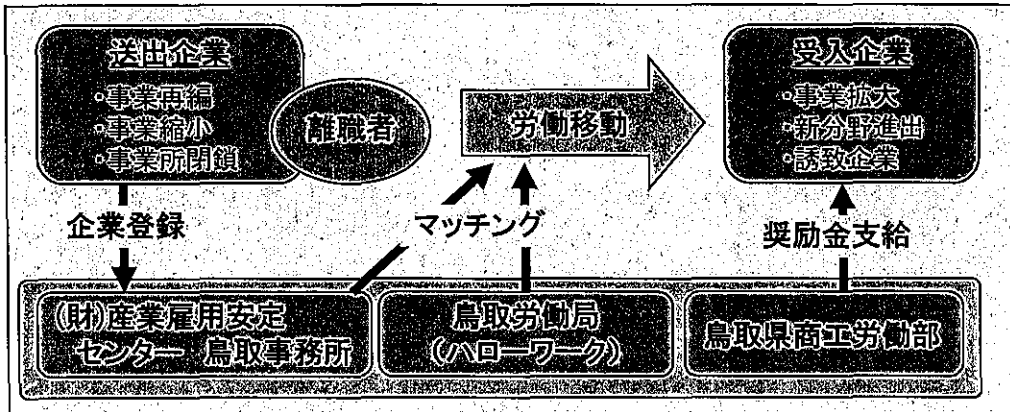 送出企業
・事業再編
・事業縮小
・事業所閉鎖
離職者
労働移動
受入企業
・事業拡大
・新分野進出
・誘致企業
企業登録
マッチング
奨励金支給
(財)産業雇用安定
センター 鳥取事務所
鳥取労働局
(ハローワーク)
鳥取県商工労働部